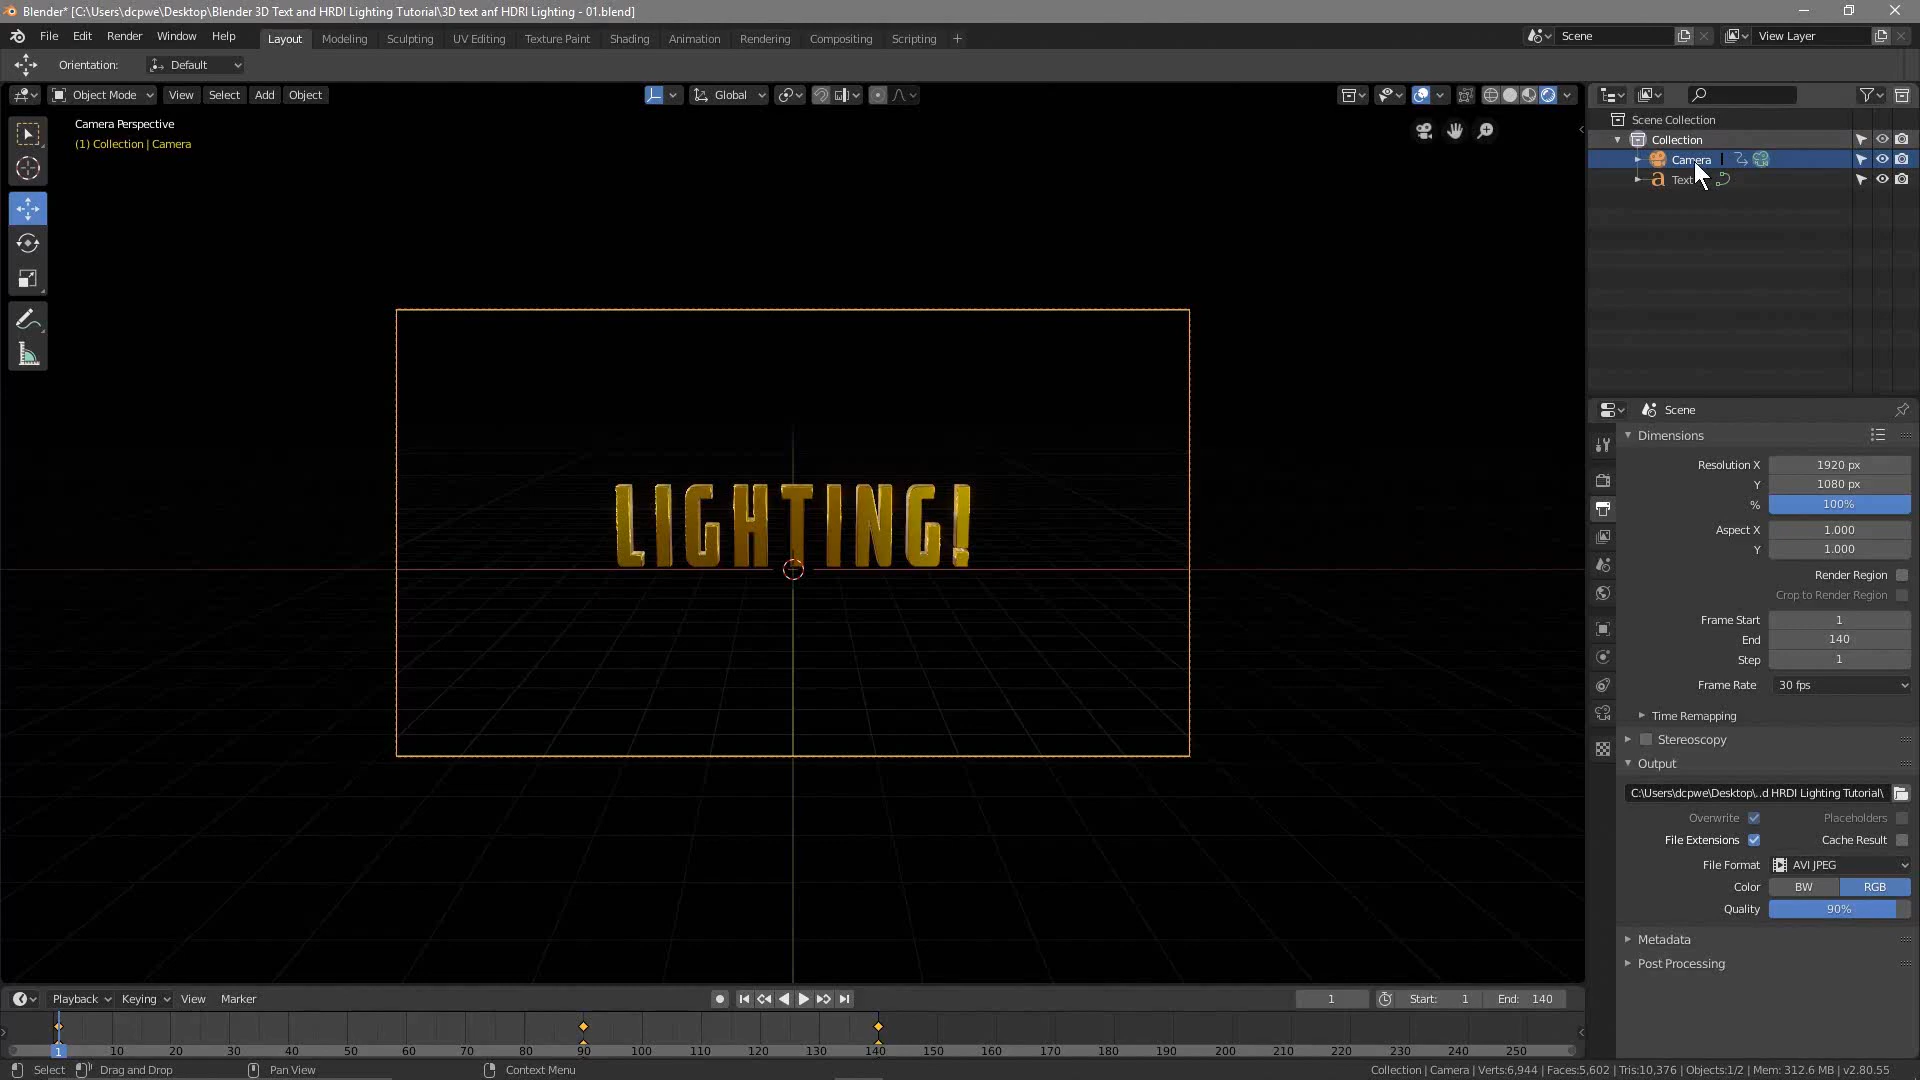 Blender* [C:\Users\dcpwe\Desktop\Blender 3D Text and HRDI Lighting Tutorial\3D text anf HDRI Lighting - 01.blend]
File Edit Render Window Help Layout Modeling Sculpting UV Editing Texture Paint Shading Animation Rendering Compositing Scripting + Scene View Layer
Orientation: Default
Object Mode View Select Add Object Global
Camera Perspective
(1) Collection | Camera
LIGHTING!
Scene Collection
Collection
Camera
Text
Scene
Dimensions
Resolution X 1920 px
Y 1080 px
% 100%
Aspect X 1.000
Y 1.000
Render Region
Crop to Render Region
Frame Start 1
End 140
Step 1
Frame Rate 30 fps
Time Remapping
Stereoscopy
Output
C:\Users\dcpwe\Desktop\..d HRDI Lighting Tutorial\
Overwrite Placeholders
File Extensions Cache Result
File Format AVI JPEG
Color BW RGB
Quality 90%
Metadata
Post Processing
Playback Keying View Marker 1 Start: 1 End: 140
1 10 20 30 40 50 60 70 80 90 100 110 120 130 140 150 160 170 180 190 200 210 220 230 240 250
Select Drag and Drop Pan View Context Menu Collection | Camera | Verts:6,944 | Faces:5,602 | Tris:10,376 | Objects:1/2 | Mem: 312.6 MB | v2.80.55